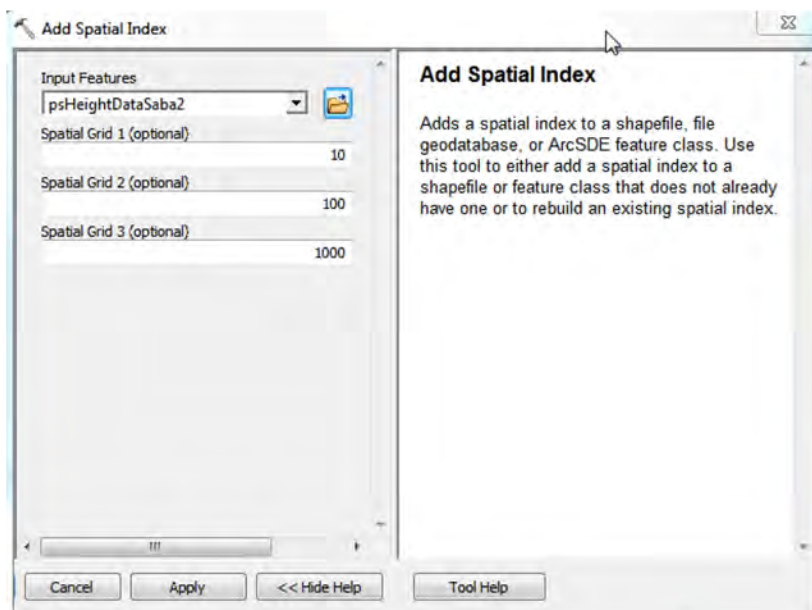 Add Spatial Index
Input Features
psHeightDataSaba2
Spatial Grid 1 (optional)
10
Spatial Grid 2 (optional)
100
Spatial Grid 3 (optional)
1000
Add Spatial Index
Adds a spatial index to a shapefile, file
geodatabase, or ArcSDE feature class. Use
this tool to either add a spatial index to a
shapefile or feature class that does not already
have one or to rebuild an existing spatial index.
Cancel
Apply
<< Hide Help
Tool Help